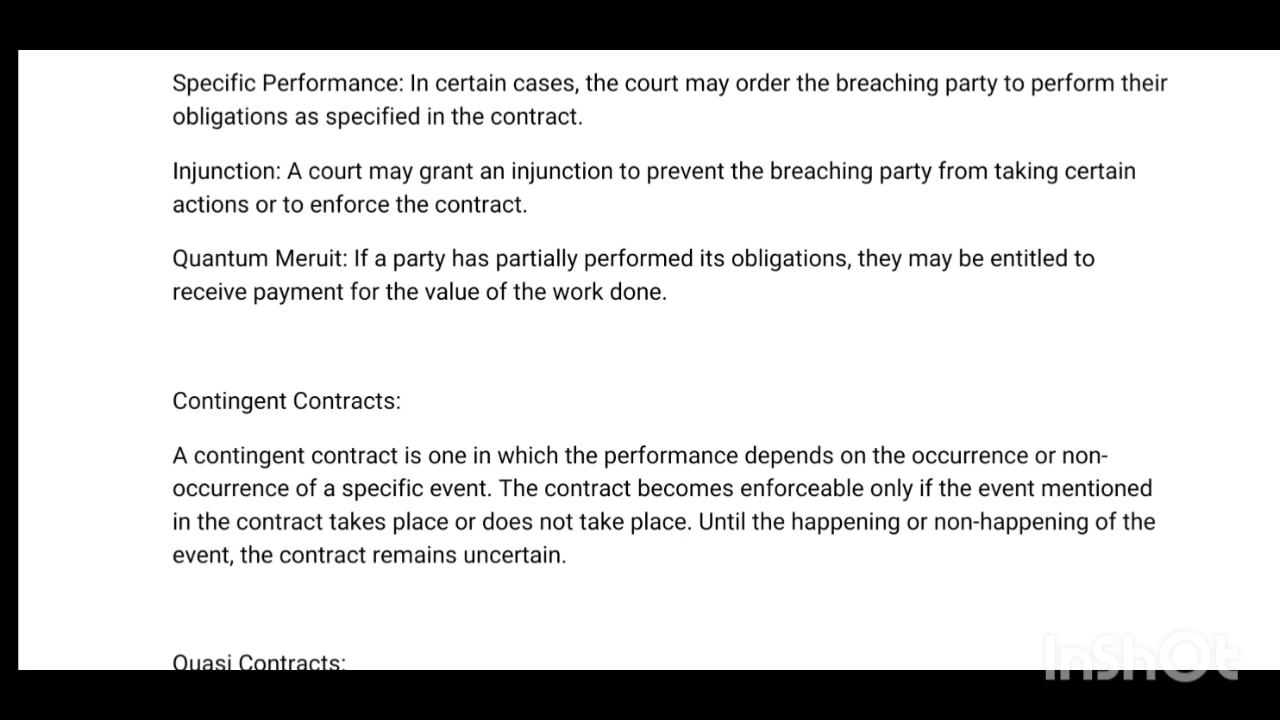 Specific Performance: In certain cases, the court may order the breaching party to perform their
obligations as specified in the contract.
Injunction: A court may grant an injunction to prevent the breaching party from taking certain
actions or to enforce the contract.
Quantum Meruit: If a party has partially performed its obligations, they may be entitled to
receive payment for the value of the work done.
Contingent Contracts:
A contingent contract is one in which the performance depends on the occurrence or non-
occurrence of a specific event. The contract becomes enforceable only if the event mentioned
in the contract takes place or does not take place. Until the happening or non-happening of the
event, the contract remains uncertain.
Quasi Contracts:
InShOt